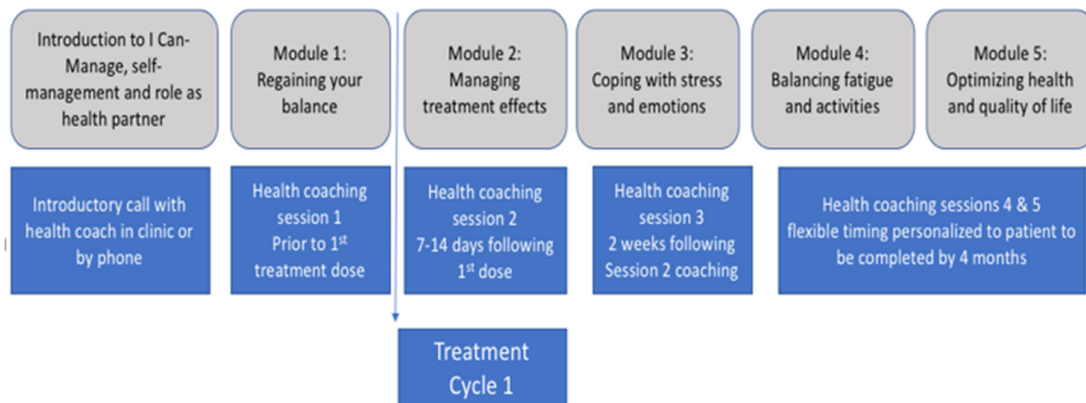 Introduction to I Can-
Manage, self-
management and role as
health partner
Module 1:
Regaining your
balance
Module 2:
Managing
treatment effects
Module 3:
Coping with stress
and emotions
Module 4:
Balancing fatigue
and activities
Module 5:
Optimizing health
and quality of life
Introductory call with
health coach in clinic or
by phone
Health coaching
session 1
Prior to 1st
treatment dose
Health coaching
session 2
7-14 days following
1st dose
Health coaching
session 3
2 weeks following
Session 2 coaching
Health coaching sessions 4 & 5
flexible timing personalized to patient to
be completed by 4 months
Treatment
Cycle 1